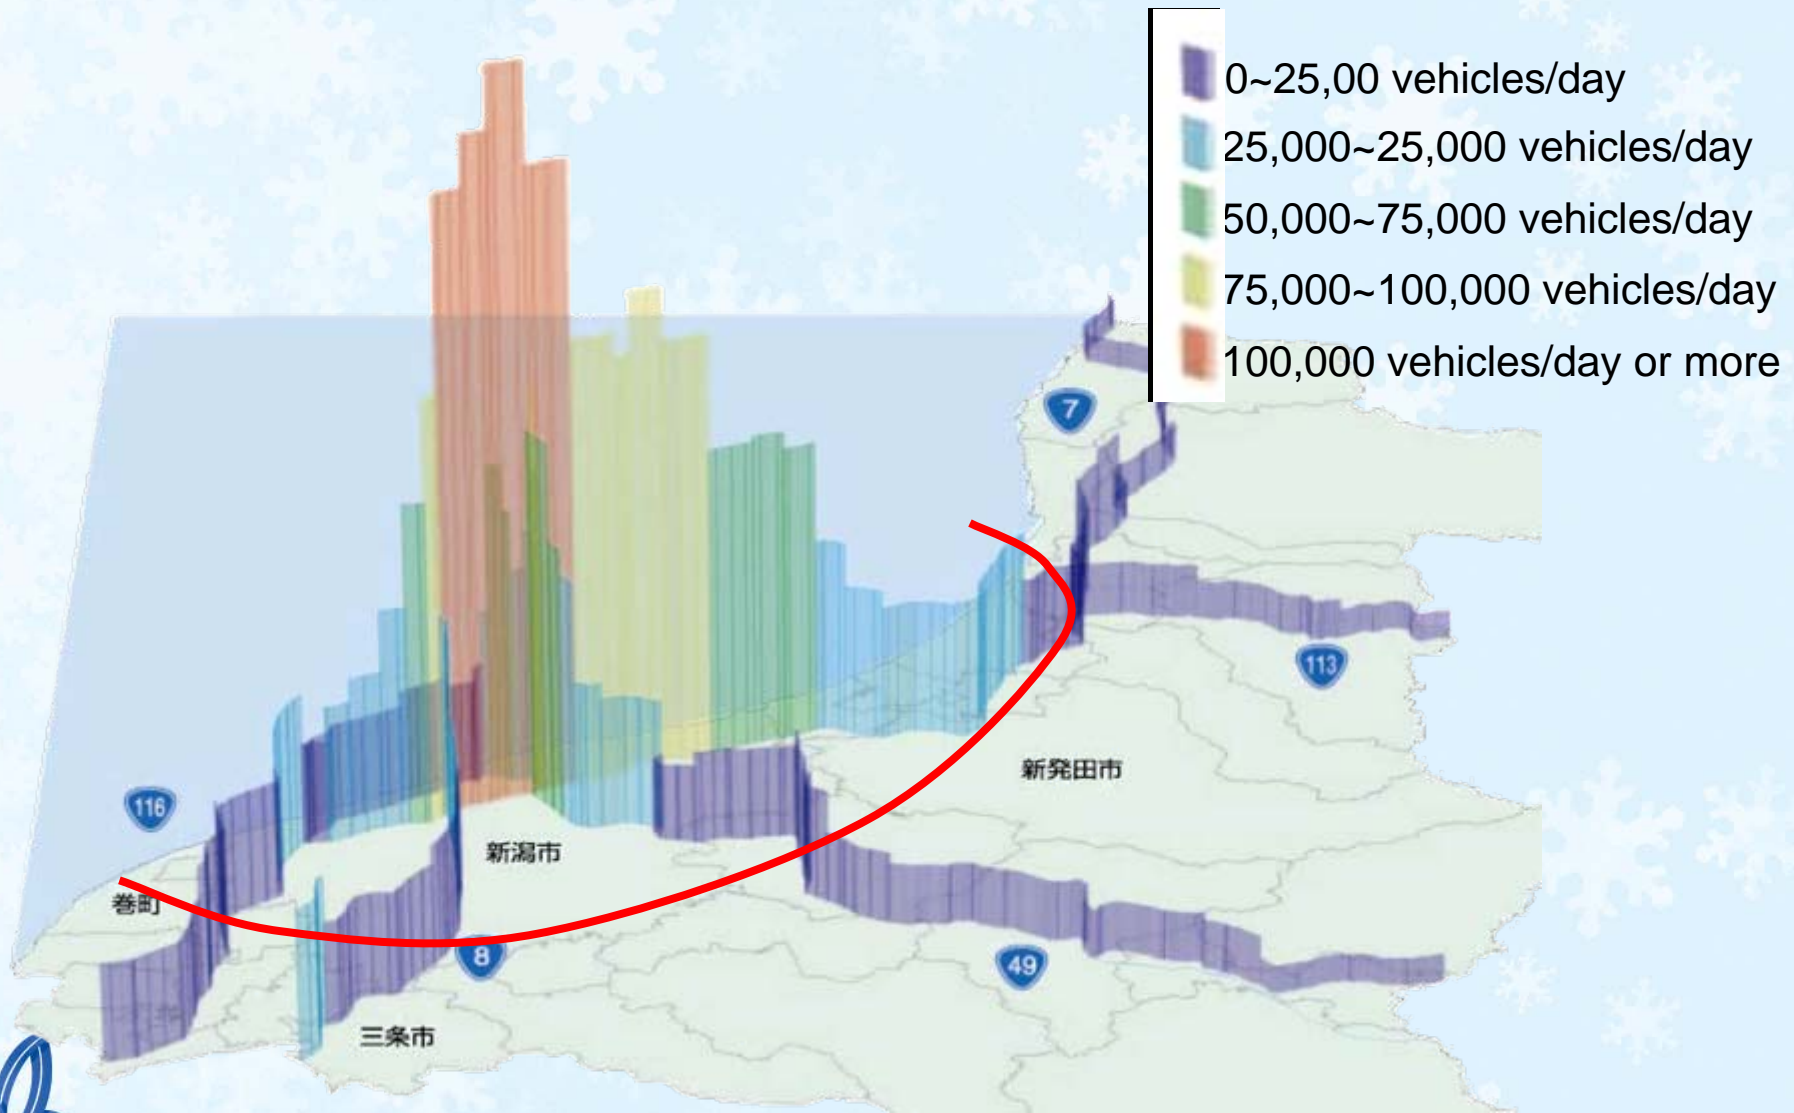 0~25,00 vehicles/day
25,000~25,000 vehicles/day
50,000~75,000 vehicles/day
75,000~100,000 vehicles/day
100,000 vehicles/day or more
7
113
新発田市
116
新潟市
巻町
8
49
三条市